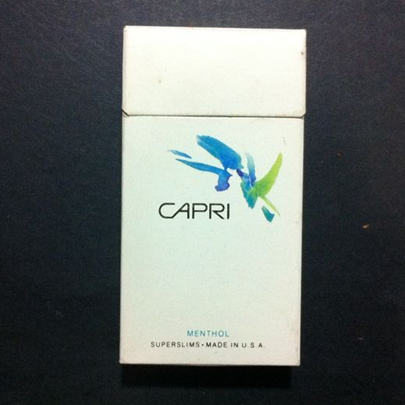 CAPRI
MENTHOL
SUPERSLIMS • MADE IN U.S.A.